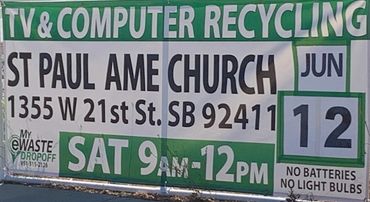 TV & COMPUTER RECYCLING
ST PAUL AME CHURCH
JUN
1355 W 21st St. SB 92411
12
MY
eWASTE
DROPOFF
SAT 9AM-12PM
NO BATTERIES
NO LIGHT BULBS